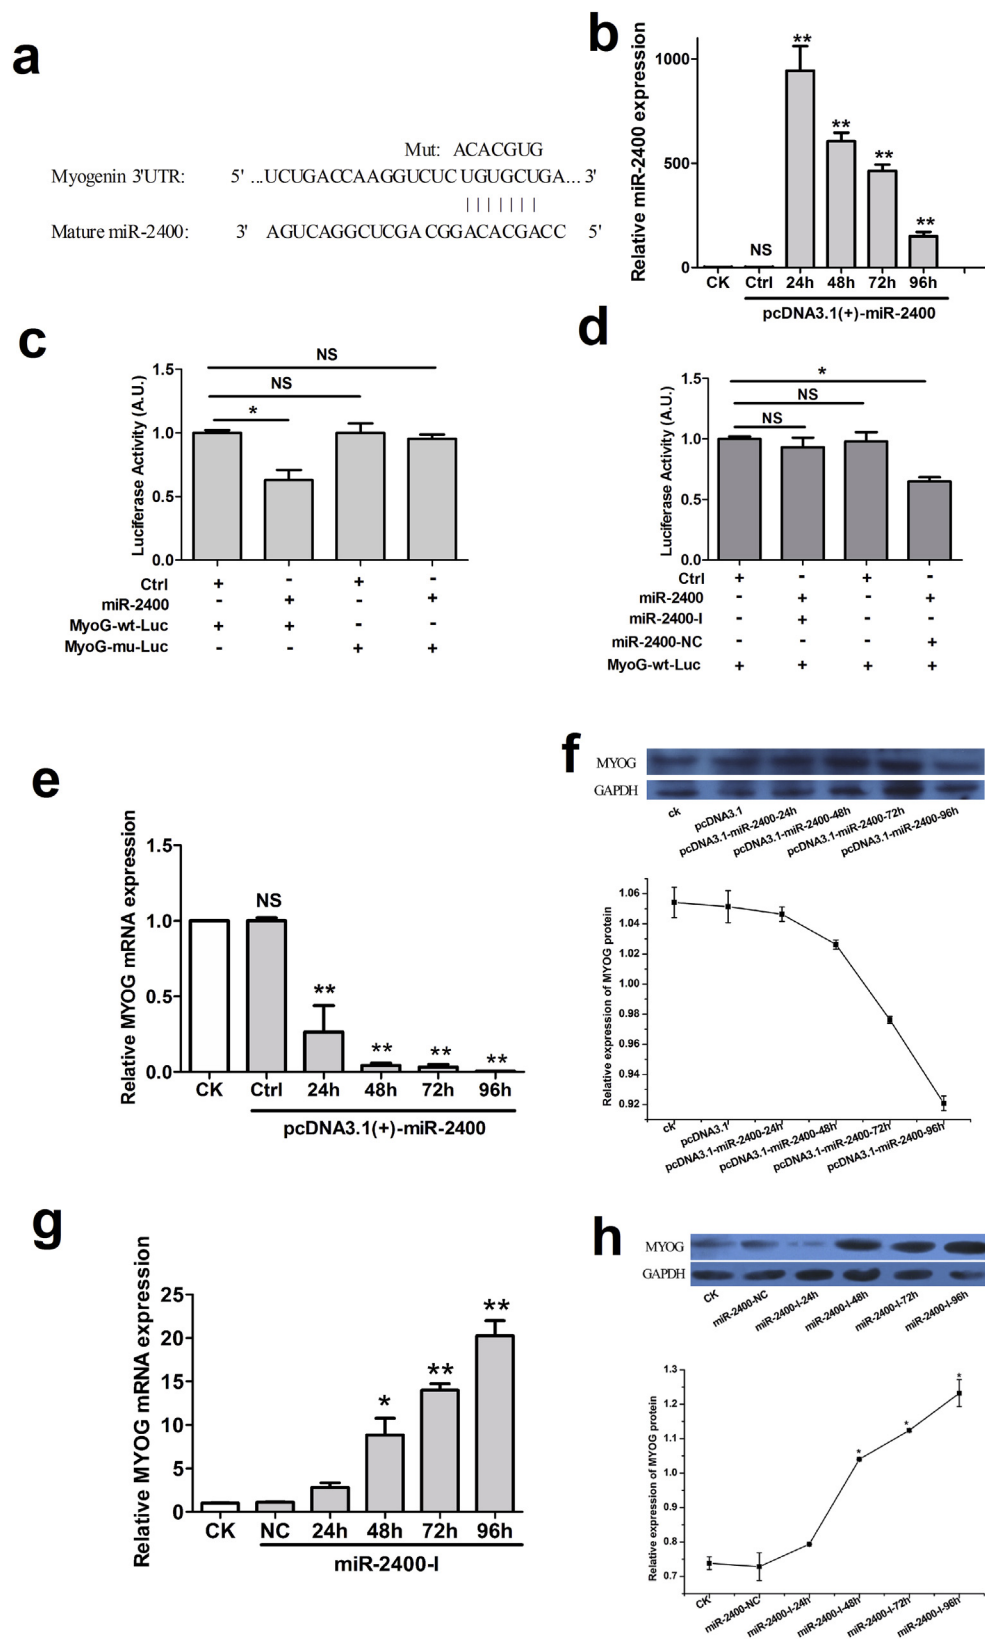 a
Mut: ACACGUG
Myogenin 3'UTR: 5' ...UCUGACCAAGGUCUC UGUGCUGA... 3'
Mature miR-2400: 3' AGUCAGGCUCGA CGGACACGACC 5'
b
Relative miR-2400 expression
1000
500
0
** ** ** **
NS
CK Ctrl 24h 48h 72h 96h
pcDNA3.1(+)-miR-2400
c
Luciferase Activity (A.U.)
1.5
1.0
0.5
0.0
NS
NS
*
Ctrl + - + -
miR-2400 - + - +
MyoG-wt-Luc + + - -
MyoG-mu-Luc - - + +
d
Luciferase Activity (A.U.)
1.5
1.0
0.5
0.0
*
NS
NS
Ctrl + - + -
miR-2400 - + - +
miR-2400-I - + - -
miR-2400-NC - - - +
MyoG-wt-Luc + + + +
e
Relative MYOG mRNA expression
1.5
1.0
0.5
0.0
NS
** ** ** **
CK Ctrl 24h 48h 72h 96h
pcDNA3.1(+)-miR-2400
f
MYOG
GAPDH
ck pcDNA3.1 pcDNA3.1-miR-2400-24h pcDNA3.1-miR-2400-48h pcDNA3.1-miR-2400-72h pcDNA3.1-miR-2400-96h
Relative expression of MYOG protein
1.06
1.04
1.02
1.00
0.98
0.96
0.94
0.92
ck pcDNA3.1 pcDNA3.1-miR-2400-24h pcDNA3.1-miR-2400-48h pcDNA3.1-miR-2400-72h pcDNA3.1-miR-2400-96h
g
Relative MYOG mRNA expression
25
20
15
10
5
0
* ** **
CK NC 24h 48h 72h 96h
miR-2400-I
h
MYOG
GAPDH
CK miR-2400-NC miR-2400-I-24h miR-2400-I-48h miR-2400-I-72h miR-2400-I-96h
Relative expression of MYOG protein
1.3
1.2
1.1
1.0
0.9
0.8
0.7
* * *
CK miR-2400-NC miR-2400-I-24h miR-2400-I-48h miR-2400-I-72h miR-2400-I-96h